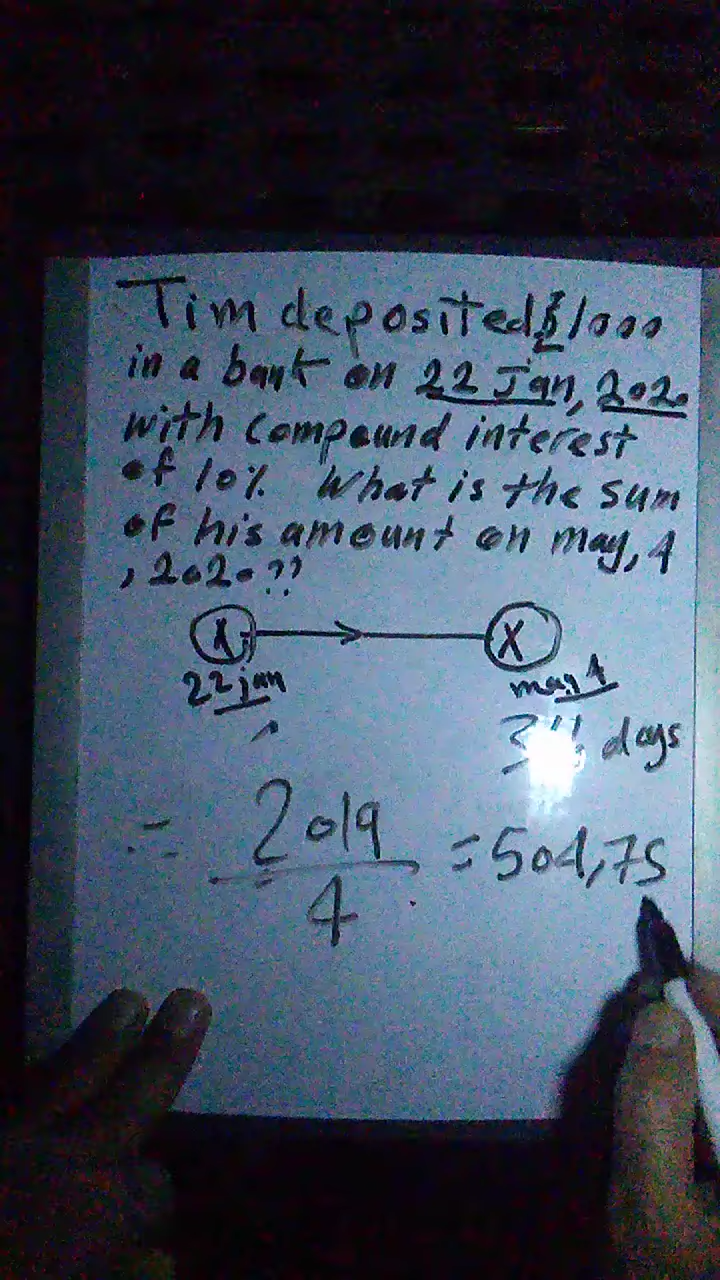 Tim deposited $1000
in a bank on 22 Jan, 2020
with compound interest
of 10% What is the sum
of his amount on may, 4
, 2020 ??
X X
22 jan may 4
days
∴ 2019 = 504,75
4